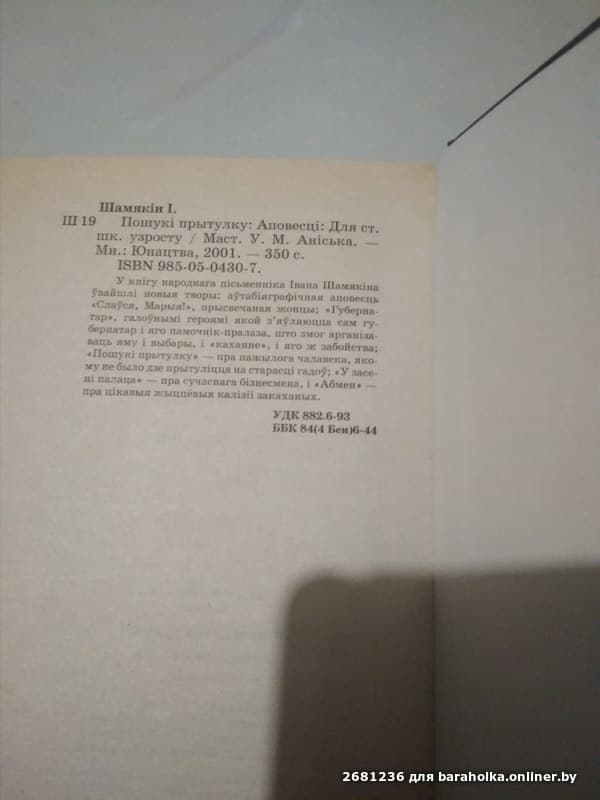 Шамякін І.
Ш 19 Пошукі прытулку: Аповесці: Для ст.
шк. узросту / Маст. У. М. Аніська. —
Мн.: Юнацтва, 2001. — 350 с.
ISBN 985-05-0430-7.
У кнігу народнага пісьменніка Івана Шамякіна
ўвайшлі новыя творы: аўтабіяграфічная аповесць
«Слаўся, Марыя!», прысвечаная жонцы; «Губерна-
тар», галоўнымі героямі якой з’яўляюцца сам гу-
бернатар і яго памочнік-пралаза, што змог арганіза-
ваць яму і выбары, і «каханне», і яго ж забойства;
«Пошукі прытулку» — пра пажылога чалавека, яко-
му не было дзе прытуліцца на старасці гадоў; «У засе-
ні палаца» — пра сучаснага бізнесмена, і «Абмен» —
пра цікавыя жыццёвыя калізіі закаханых.
УДК 882.6-93
ББК 84(4 Беи)6-44
2681236 для baraholka.onliner.by